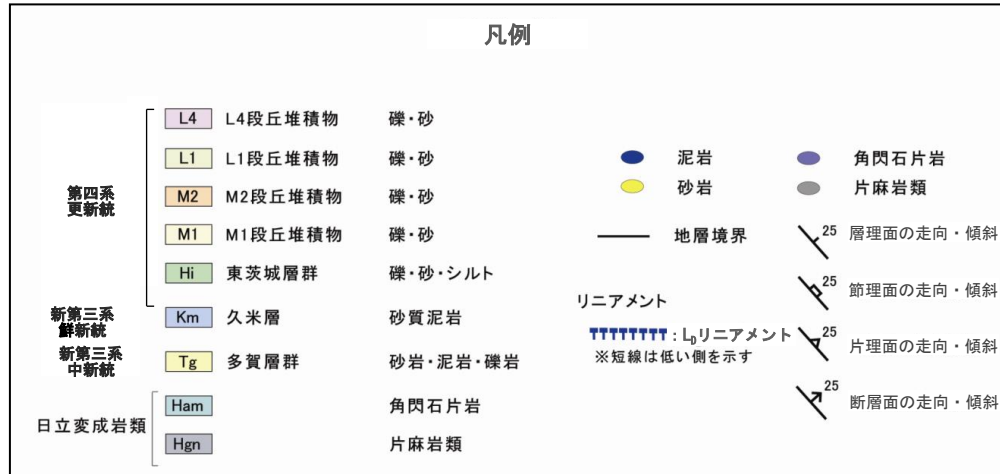 凡例
第四系
更新統
L4 L4段丘堆積物 礫・砂
L1 L1段丘堆積物 礫・砂
M2 M2段丘堆積物 礫・砂
M1 M1段丘堆積物 礫・砂
Hi 東茨城層群 礫・砂・シルト
新第三系
鮮新統
Km 久米層 砂質泥岩
新第三系
中新統
Tg 多賀層群 砂岩・泥岩・礫岩
日立変成岩類
Ham 角閃石片岩
Hgn 片麻岩類
泥岩 角閃石片岩
砂岩 片麻岩類
地層境界
リニアメント
：LDリニアメント
※短線は低い側を示す
25 層理面の走向・傾斜
25 節理面の走向・傾斜
25 片理面の走向・傾斜
25 断層面の走向・傾斜